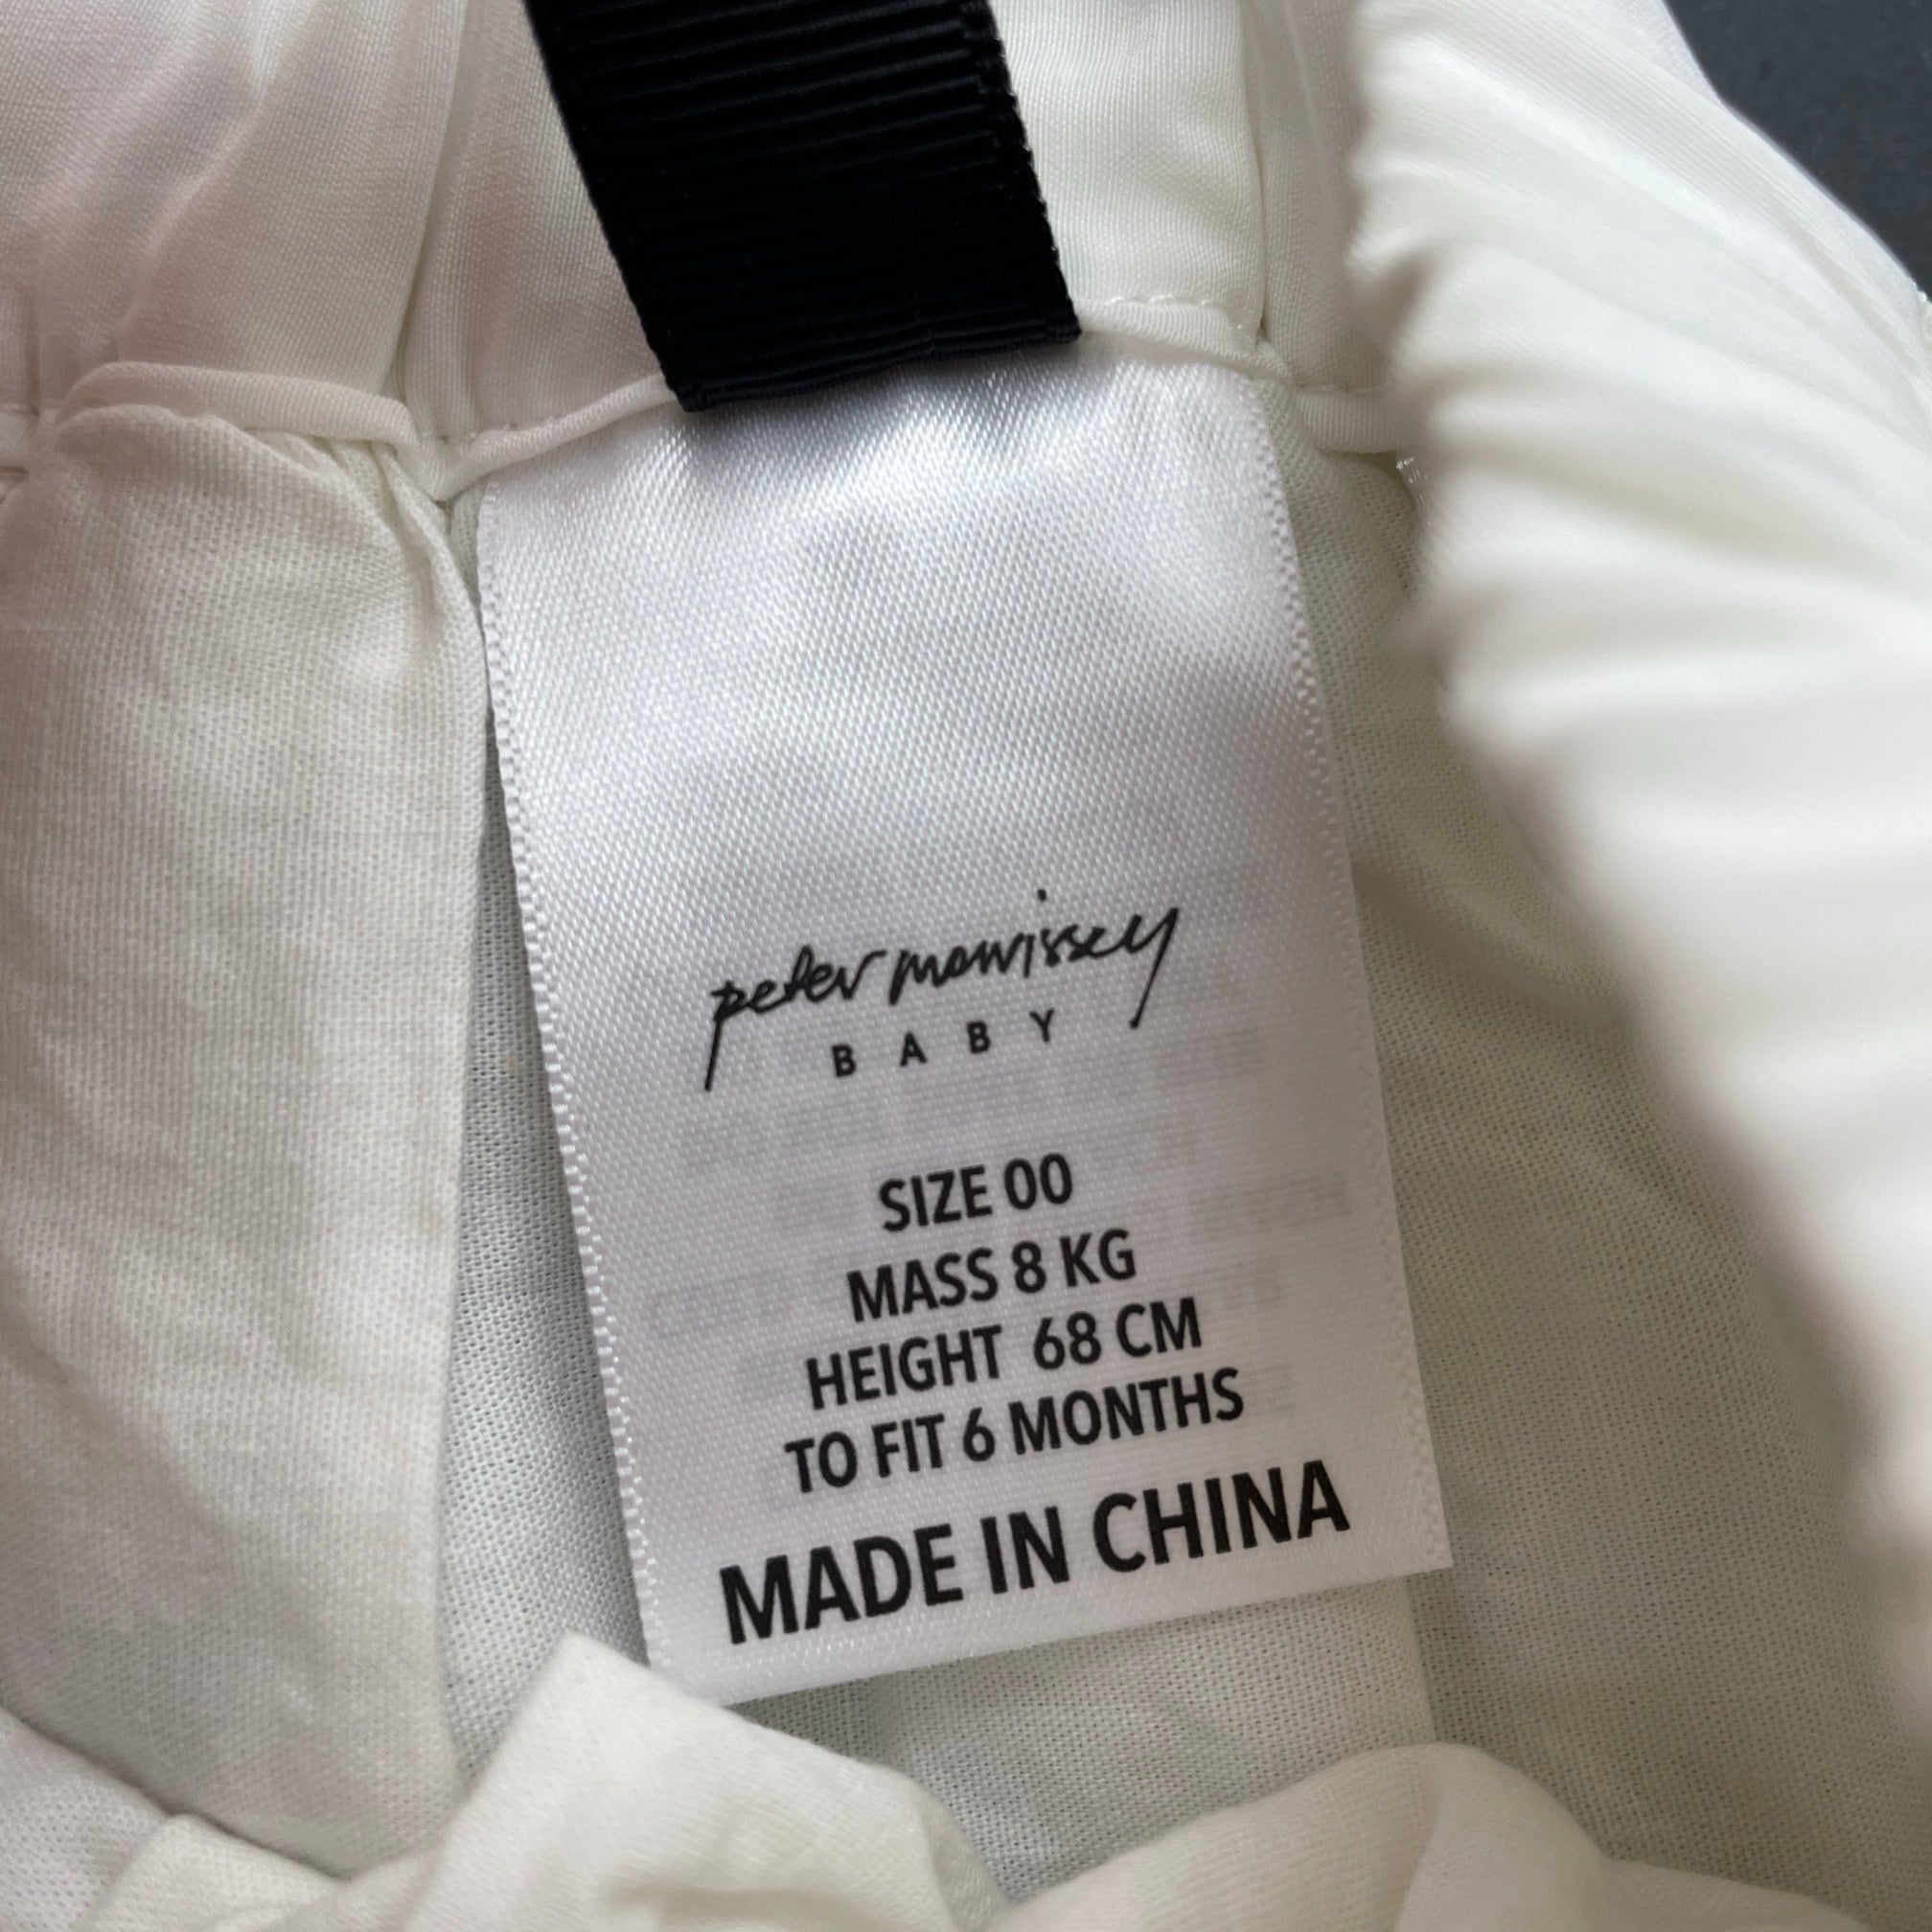 peter morrissey
BABY
SIZE 00
MASS 8 KG
HEIGHT 68 CM
TO FIT 6 MONTHS
MADE IN CHINA